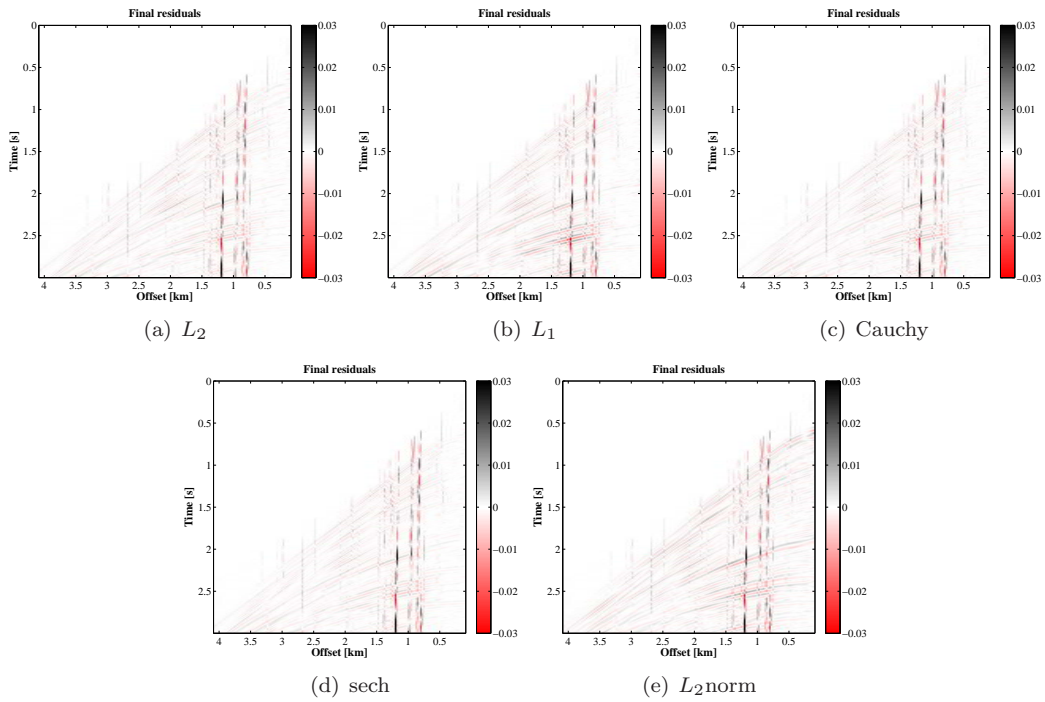 Final residuals
0
0.5
1
1.5
2
2.5
Time [s]
4 3.5 3 2.5 2 1.5 1 0.5
Offset [km]
0.03
0.02
0.01
0
−0.01
−0.02
−0.03
(a) L2
Final residuals
0
0.5
1
1.5
2
2.5
Time [s]
4 3.5 3 2.5 2 1.5 1 0.5
Offset [km]
0.03
0.02
0.01
0
−0.01
−0.02
−0.03
(b) L1
Final residuals
0
0.5
1
1.5
2
2.5
Time [s]
4 3.5 3 2.5 2 1.5 1 0.5
Offset [km]
0.03
0.02
0.01
0
−0.01
−0.02
−0.03
(c) Cauchy
Final residuals
0
0.5
1
1.5
2
2.5
Time [s]
4 3.5 3 2.5 2 1.5 1 0.5
Offset [km]
0.03
0.02
0.01
0
−0.01
−0.02
−0.03
(d) sech
Final residuals
0
0.5
1
1.5
2
2.5
Time [s]
4 3.5 3 2.5 2 1.5 1 0.5
Offset [km]
0.03
0.02
0.01
0
−0.01
−0.02
−0.03
(e) L2norm